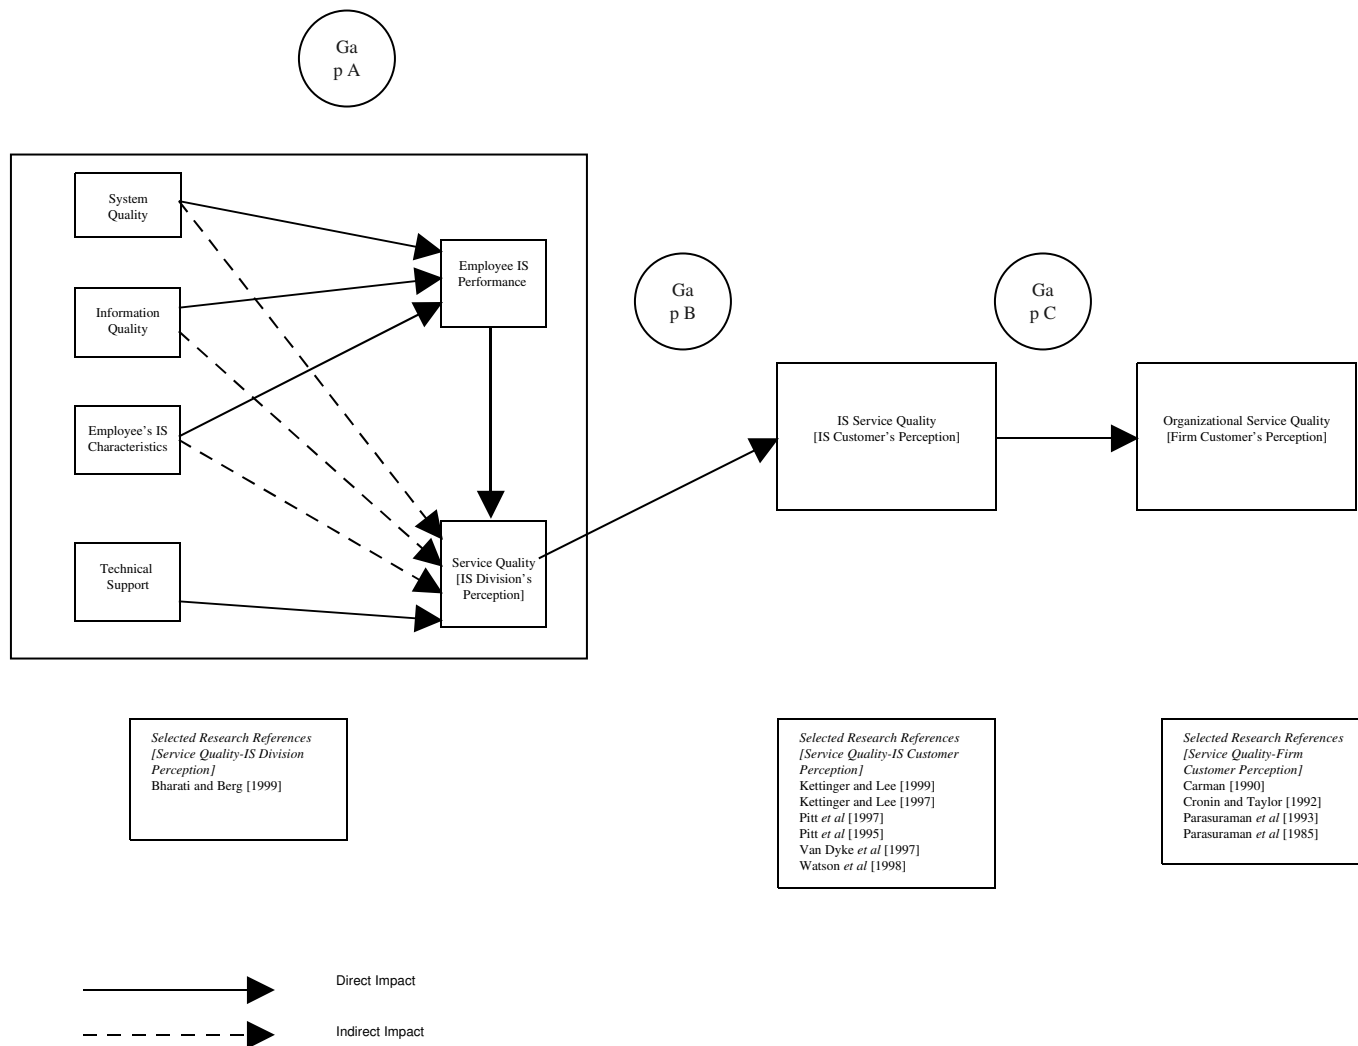 Ga
p A
System
Quality
Employee IS
Performance
Information
Quality
Employee's IS
Characteristics
Technical
Support
Service Quality
[IS Division's
Perception]
Ga
p B
Ga
p C
IS Service Quality
[IS Customer's Perception]
Organizational Service Quality
[Firm Customer's Perception]
Selected Research References
[Service Quality-IS Division
Perception]
Bharati and Berg [1999]
Selected Research References
[Service Quality-IS Customer
Perception]
Kettinger and Lee [1999]
Kettinger and Lee [1997]
Pitt et al [1997]
Pitt et al [1995]
Van Dyke et al [1997]
Watson et al [1998]
Selected Research References
[Service Quality-Firm
Customer Perception]
Carman [1990]
Cronin and Taylor [1992]
Parasuraman et al [1993]
Parasuraman et al [1985]
Direct Impact
Indirect Impact